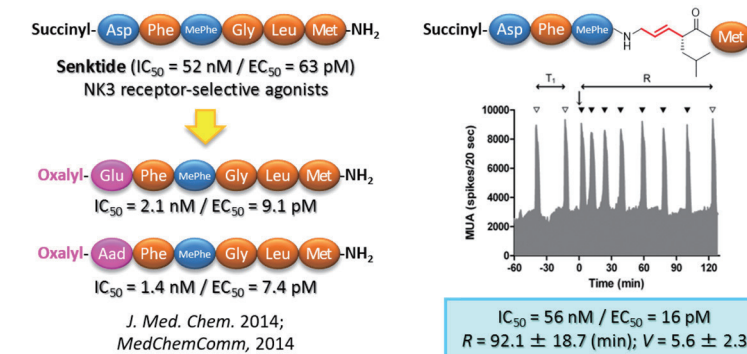 Succinyl-Asp Phe MePhe Gly Leu Met-NH₂
Senktide (IC₅₀ = 52 nM / EC₅₀ = 63 pM)
NK3 receptor-selective agonists
Oxalyl-Glu Phe MePhe Gly Leu Met-NH₂
IC₅₀ = 2.1 nM / EC₅₀ = 9.1 pM
Oxalyl-Aad Phe MePhe Gly Leu Met-NH₂
IC₅₀ = 1.4 nM / EC₅₀ = 7.4 pM
J. Med. Chem. 2014;
MedChemComm, 2014
Succinyl-Asp Phe MePhe N H O Met
T₁ R
10000
8000
6000
4000
2000
0
MUA (spikes/20 sec)
-60 -30 0 30 60 90 120
Time (min)
IC₅₀ = 56 nM / EC₅₀ = 16 pM
R = 92.1 ± 18.7 (min); V = 5.6 ± 2.3